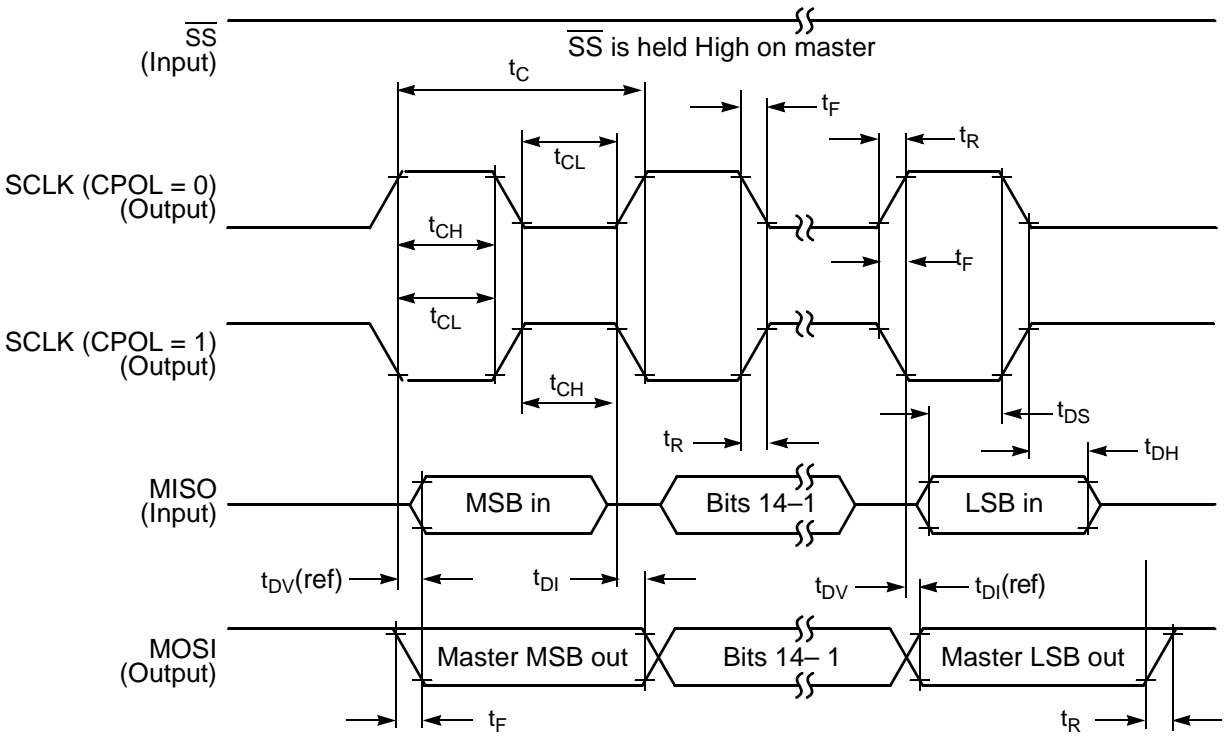 SS
(Input)
SS is held High on master
tC
tF
tR
tCL
SCLK (CPOL = 0)
(Output)
tCH
tF
tCL
SCLK (CPOL = 1)
(Output)
tCH
tDS
tR
tDH
MISO
(Input)
MSB in
Bits 14–1
LSB in
tDV(ref)
tDI
tDV
tDI(ref)
MOSI
(Output)
Master MSB out
Bits 14– 1
Master LSB out
tF
tR